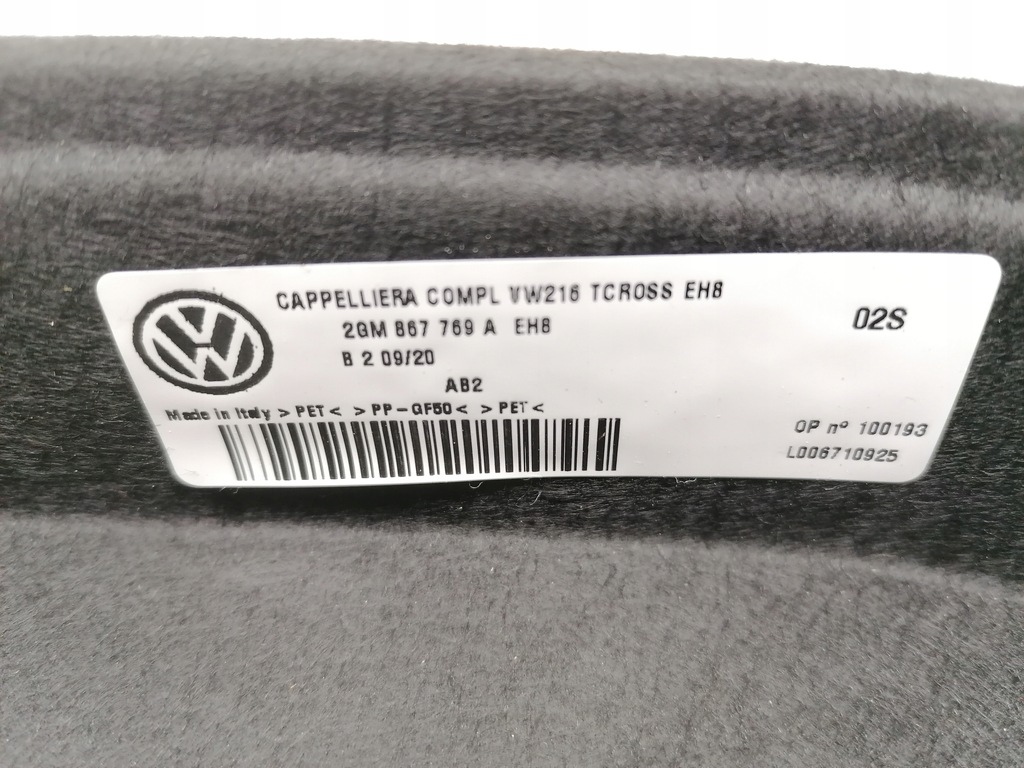 CAPPELLIERA COMPL VW216 TCROSS EH8
2GM 867 769 A EH8
02S
B 2 09/20
AB2
Made in Italy >PET< >PP-GF50< >PET<
OP n° 100193
L006710925